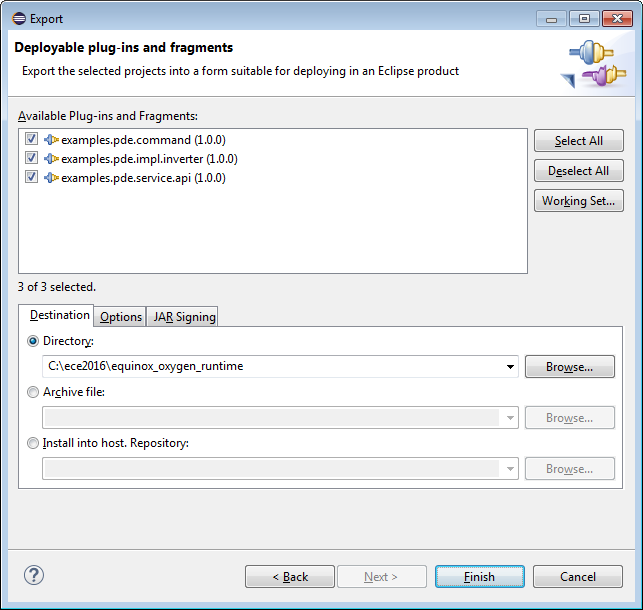 Export
Deployable plug-ins and fragments
Export the selected projects into a form suitable for deploying in an Eclipse product
Available Plug-ins and Fragments:
examples.pde.command (1.0.0)
examples.pde.impl.inverter (1.0.0)
examples.pde.service.api (1.0.0)
Select All
Deselect All
Working Set...
3 of 3 selected.
Destination Options JAR Signing
Directory:
C:\ece2016\equinox_oxygen_runtime Browse...
Archive file:
Browse...
Install into host. Repository:
Browse...
? < Back Next > Finish Cancel